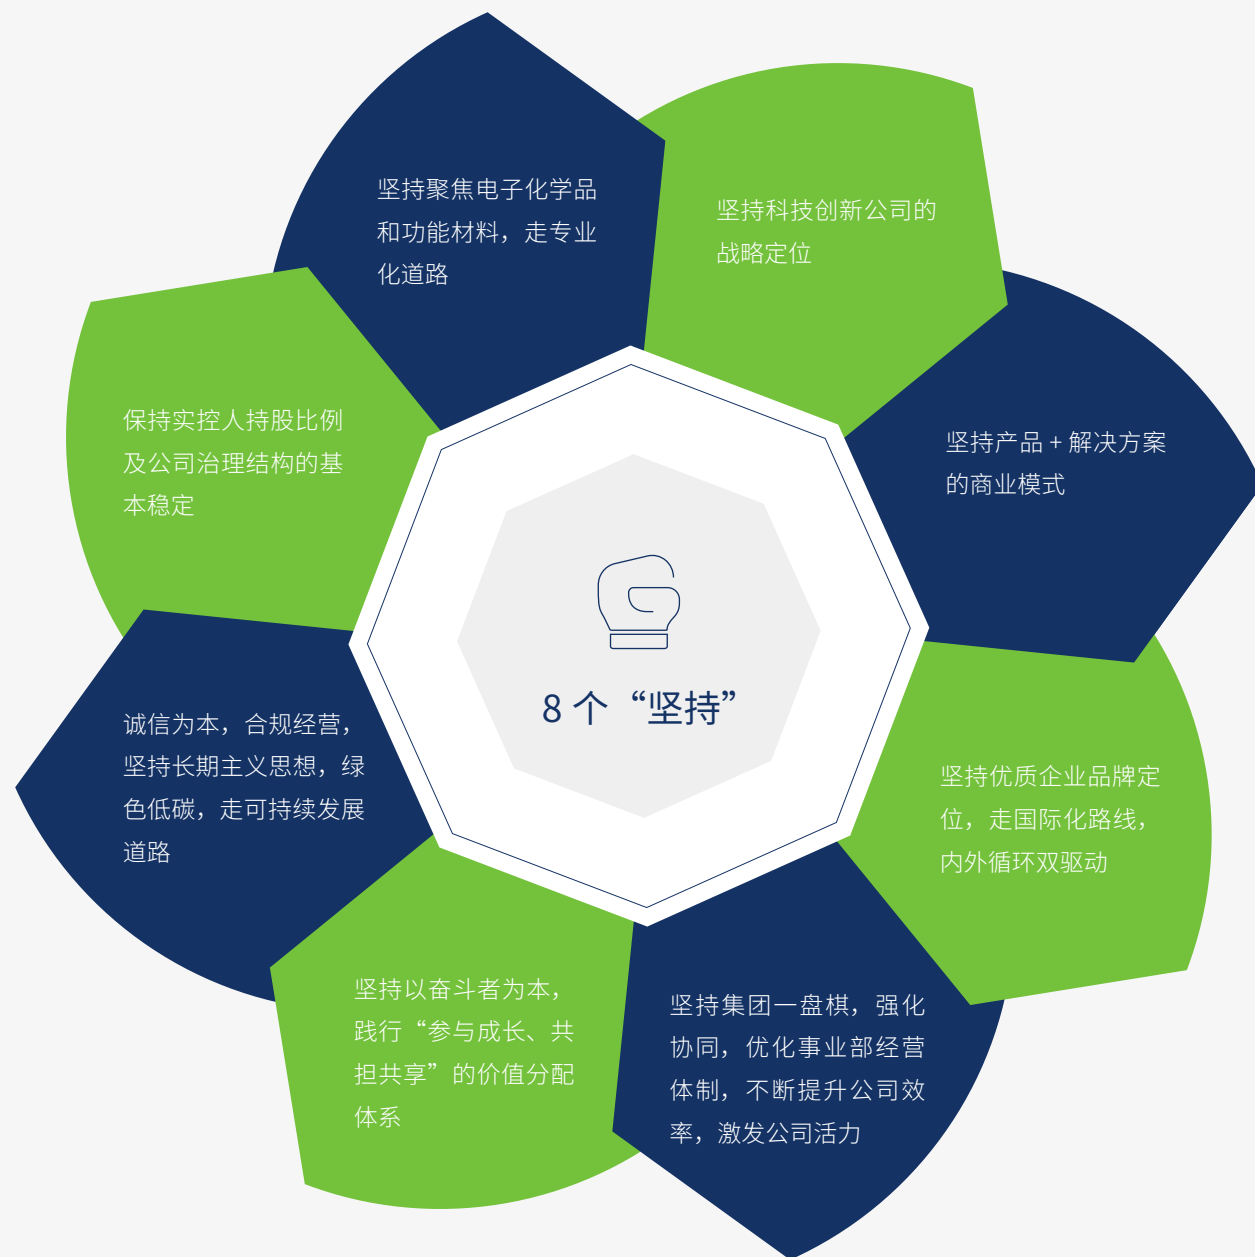 坚持聚焦电子化学品
和功能材料，走专业
化道路
坚持科技创新公司的
战略定位
坚持产品 + 解决方案
的商业模式
坚持优质企业品牌定
位，走国际化路线，
内外循环双驱动
坚持集团一盘棋，强化
协同，优化事业部经营
体制，不断提升公司效
率，激发公司活力
坚持以奋斗者为本，
践行“参与成长、共
担共享”的价值分配
体系
诚信为本，合规经营，
坚持长期主义思想，绿
色低碳，走可持续发展
道路
保持实控人持股比例
及公司治理结构的基
本稳定
8 个“坚持”